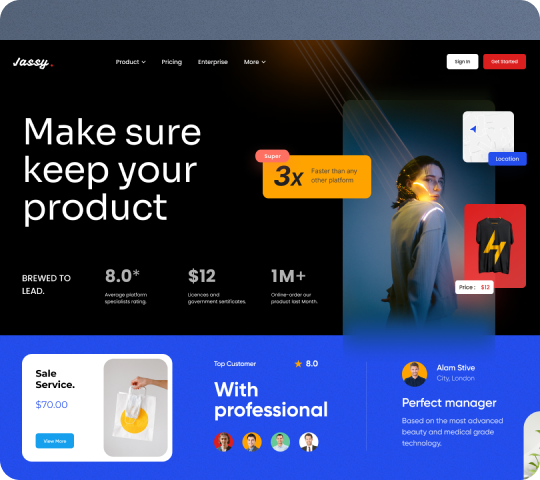 Jassy.
Product
Pricing
Enterprise
More
Sign In
Get Started
Make sure
keep your
product
Super
3x
Faster than any
other platform
Location
Price : $12
BREWED TO
LEAD.
8.0*
Average platform
specialists rating.
$12
Licences and
government sertificates.
1M+
Online-order our
product last Month.
Sale
Service.
$70.00
View More
Top Customer
8.0
With
professional
Alam Stive
City, London
Perfect manager
Based on the most advanced
beauty and medical grade
technology.